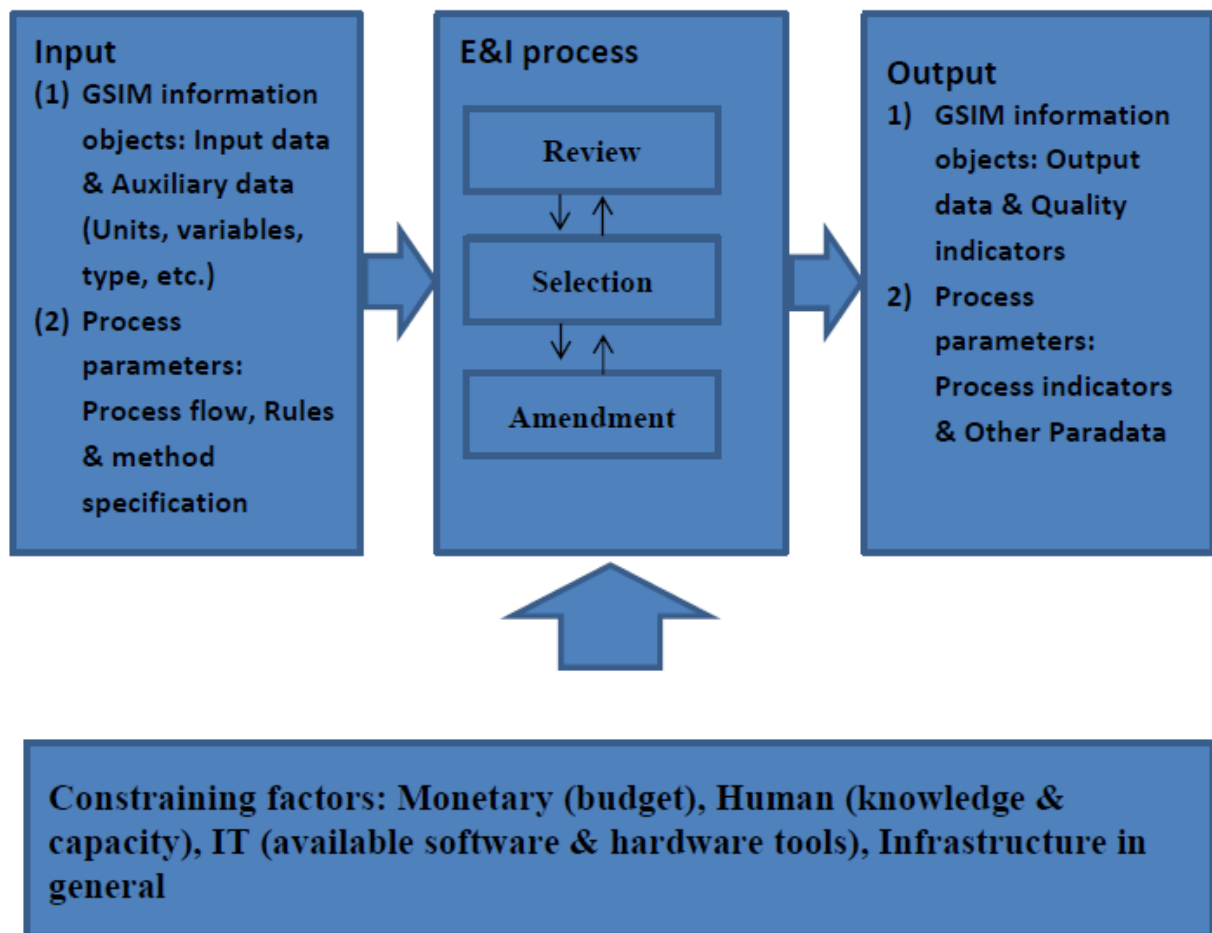 Input
(1) GSIM information
objects: Input data
& Auxiliary data
(Units, variables,
type, etc.)
(2) Process
parameters:
Process flow, Rules
& method
specification
E&I process
Review
Selection
Amendment
Output
1) GSIM information
objects: Output
data & Quality
indicators
2) Process
parameters:
Process indicators
& Other Paradata
Constraining factors: Monetary (budget), Human (knowledge &
capacity), IT (available software & hardware tools), Infrastructure in
general